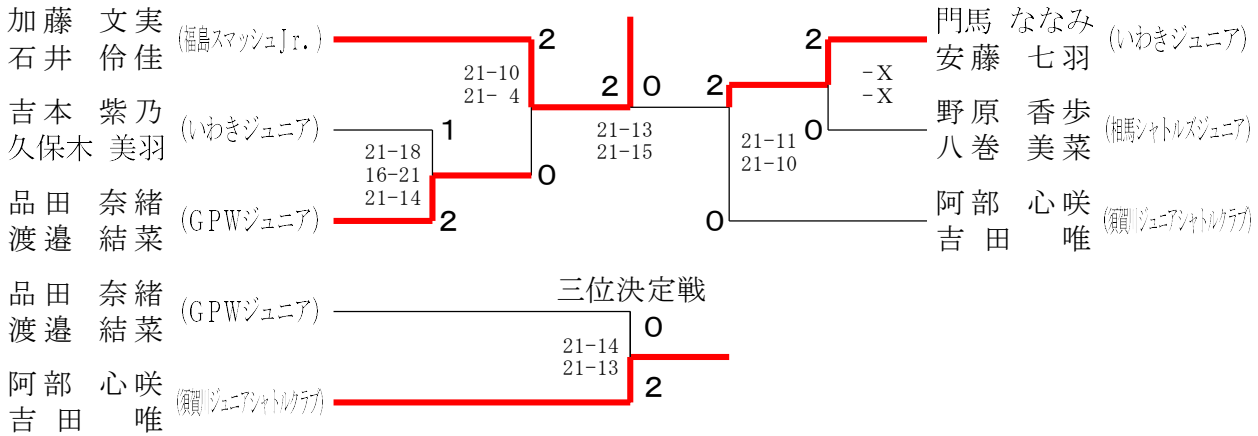 加藤 文実
石井 伶佳
(福島スマッシュJr.)
吉本 紫乃
久保木 美羽
(いわきジュニア)
品田 奈緒
渡邉 結菜
(GPWジュニア)
2
21-10
21- 4
1
21-18
16-21
21-14
2
0
2
0
21-13
21-15
2
2
-X
-X
0
21-11
21-10
0
門馬 ななみ
安藤 七羽
(いわきジュニア)
野原 香歩
八巻 美菜
(相馬シャトルズジュニア)
阿部 心咲
吉田 唯
(須賀川ジュニアシャトルクラブ)
三位決定戦
品田 奈緒
渡邉 結菜
(GPWジュニア)
0
21-14
21-13
2
阿部 心咲
吉田 唯
(須賀川ジュニアシャトルクラブ)